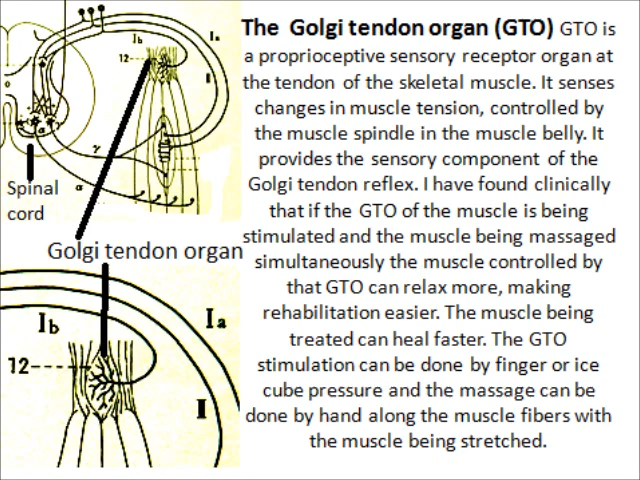 The Golgi tendon organ (GTO) GTO is
a proprioceptive sensory receptor organ at
the tendon of the skeletal muscle. It senses
changes in muscle tension, controlled by
the muscle spindle in the muscle belly. It
provides the sensory component of the
Golgi tendon reflex. I have found clinically
that if the GTO of the muscle is being
stimulated and the muscle being massaged
simultaneously the muscle controlled by
that GTO can relax more, making
rehabilitation easier. The muscle being
treated can heal faster. The GTO
stimulation can be done by finger or ice
cube pressure and the massage can be
done by hand along the muscle fibers with
the muscle being stretched.
Ib
Ia
12
II
γ
α
α
Spinal
cord
Golgi tendon organ
Ib
Ia
12
II